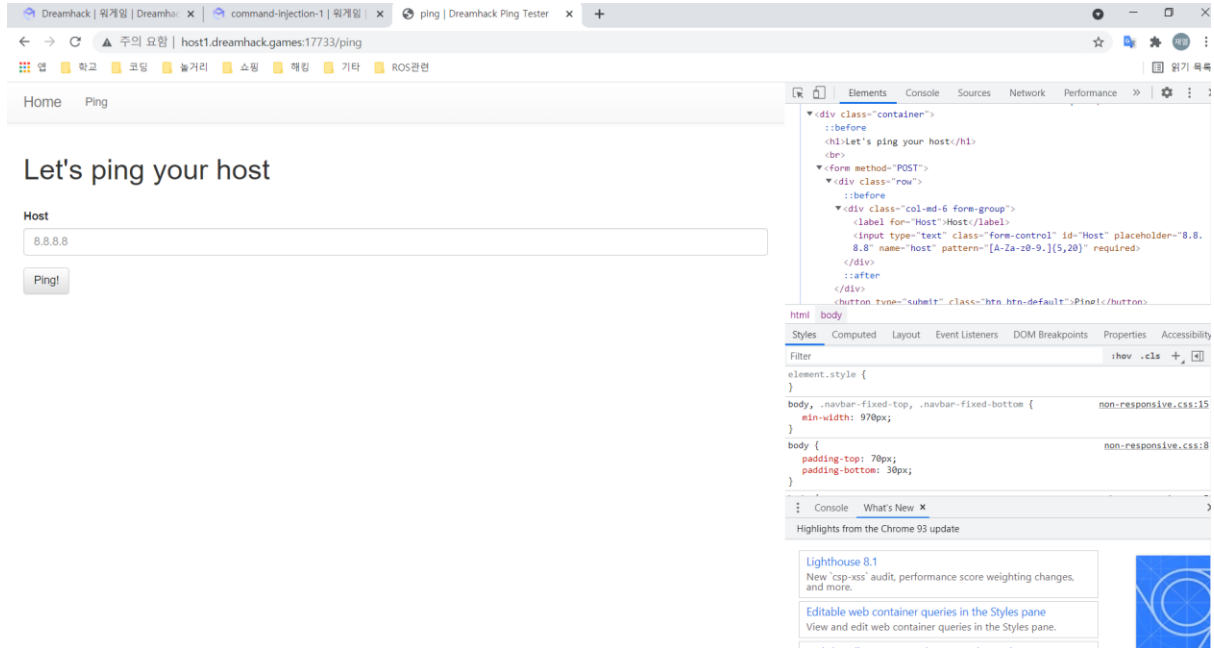 Dreamhack | 워게임 | Dreamhac
command-injection-1 | 워게임 |
ping | Dreamhack Ping Tester
주의 요함 | host1.dreamhack.games:17733/ping
앱 학교 코딩 놀거리 쇼핑 해킹 기타 ROS관련 읽기 목록
Home Ping
Let's ping your host
Host
8.8.8.8
Ping!
Elements Console Sources Network Performance »
▼<div class="container">
::before
<h1>Let's ping your host</h1>
<br>
▼<form method="POST">
▼<div class="row">
::before
▼<div class="col-md-6 form-group">
<label for="Host">Host</label>
<input type="text" class="form-control" id="Host" placeholder="8.8.
8.8" name="host" pattern="[A-Za-z0-9.]{5,20}" required>
</div>
::after
</div>
<button type="submit" class="btn btn-default">Ping!</button>
html body
Styles Computed Layout Event Listeners DOM Breakpoints Properties Accessibility
Filter :hov .cls +
element.style {
}
body, .navbar-fixed-top, .navbar-fixed-bottom { non-responsive.css:15
min-width: 970px;
}
body { non-responsive.css:8
padding-top: 70px;
padding-bottom: 30px;
}
Console What's New ×
Highlights from the Chrome 93 update
Lighthouse 8.1
New `csp-xss` audit, performance score weighting changes,
and more.
Editable web container queries in the Styles pane
View and edit web container queries in the Styles pane.